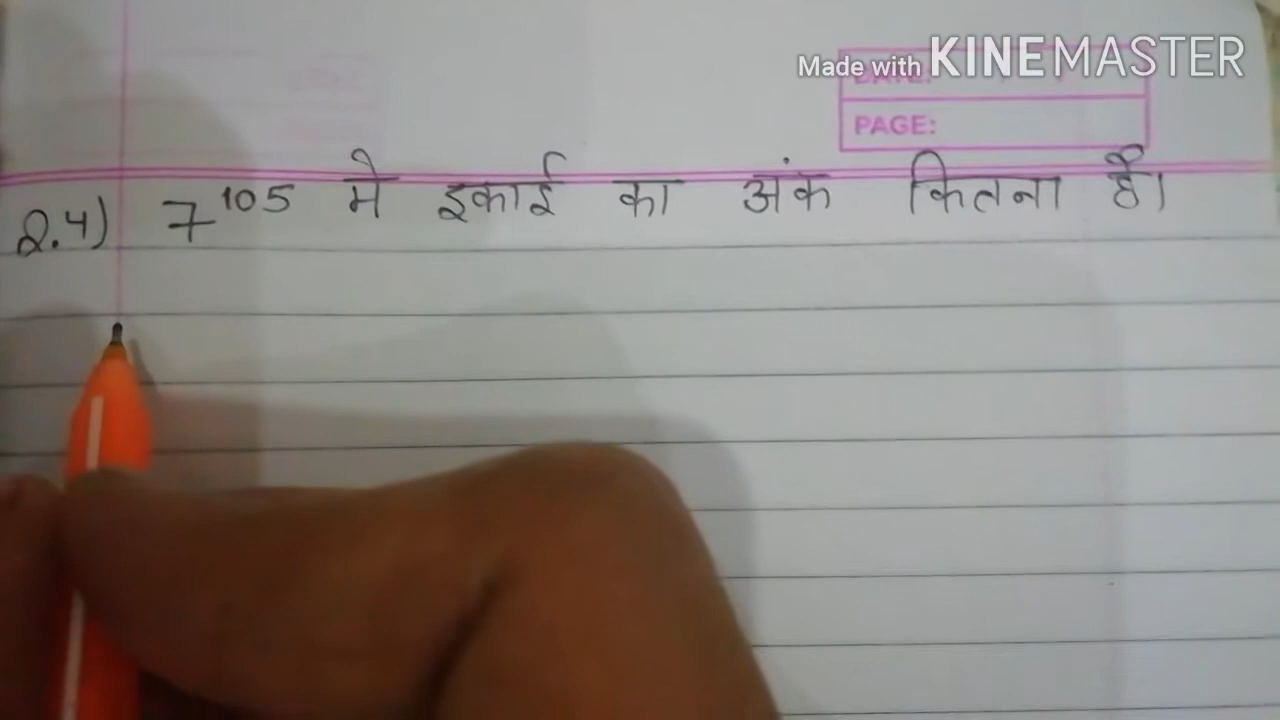 Made with KINEMASTER
PAGE:
Q.4) 7¹⁰⁵ मे इकाई का अंक कितना है।